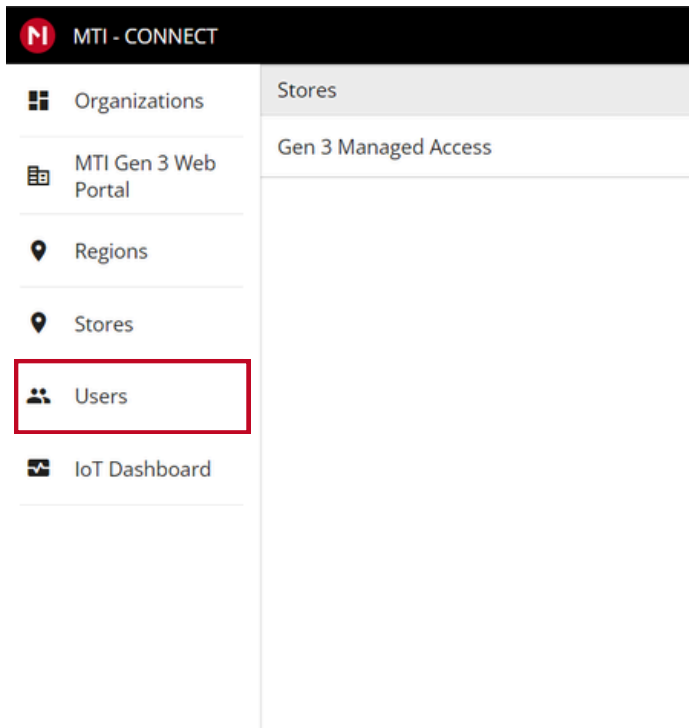 MTI - CONNECT
Organizations
MTI Gen 3 Web
Portal
Regions
Stores
Users
IoT Dashboard
Stores
Gen 3 Managed Access